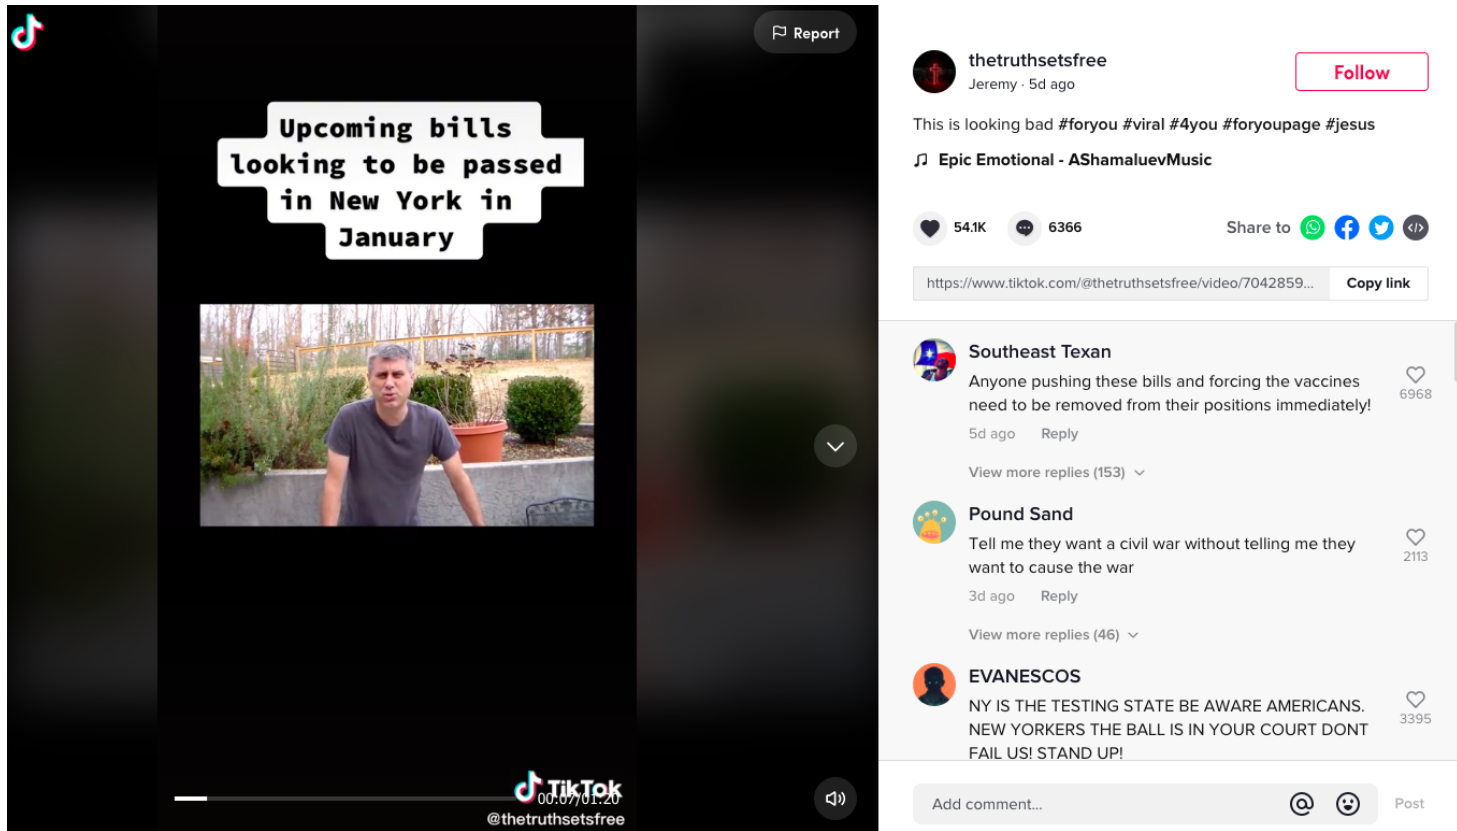 Report
Upcoming bills
looking to be passed
in New York in
January
TikTok
00:07/01:20
@thetruthsetsfree
thetruthsetsfree
Jeremy · 5d ago
Follow
This is looking bad #foryou #viral #4you #foryoupage #jesus
Epic Emotional - AShamaluevMusic
54.1K
6366
Share to
https://www.tiktok.com/@thetruthsetsfree/video/7042859...
Copy link
Southeast Texan
Anyone pushing these bills and forcing the vaccines
need to be removed from their positions immediately!
6968
5d ago Reply
View more replies (153)
Pound Sand
Tell me they want a civil war without telling me they
want to cause the war
2113
3d ago Reply
View more replies (46)
EVANESCOS
NY IS THE TESTING STATE BE AWARE AMERICANS.
NEW YORKERS THE BALL IS IN YOUR COURT DONT
FAIL US! STAND UP!
3395
Add comment...
Post